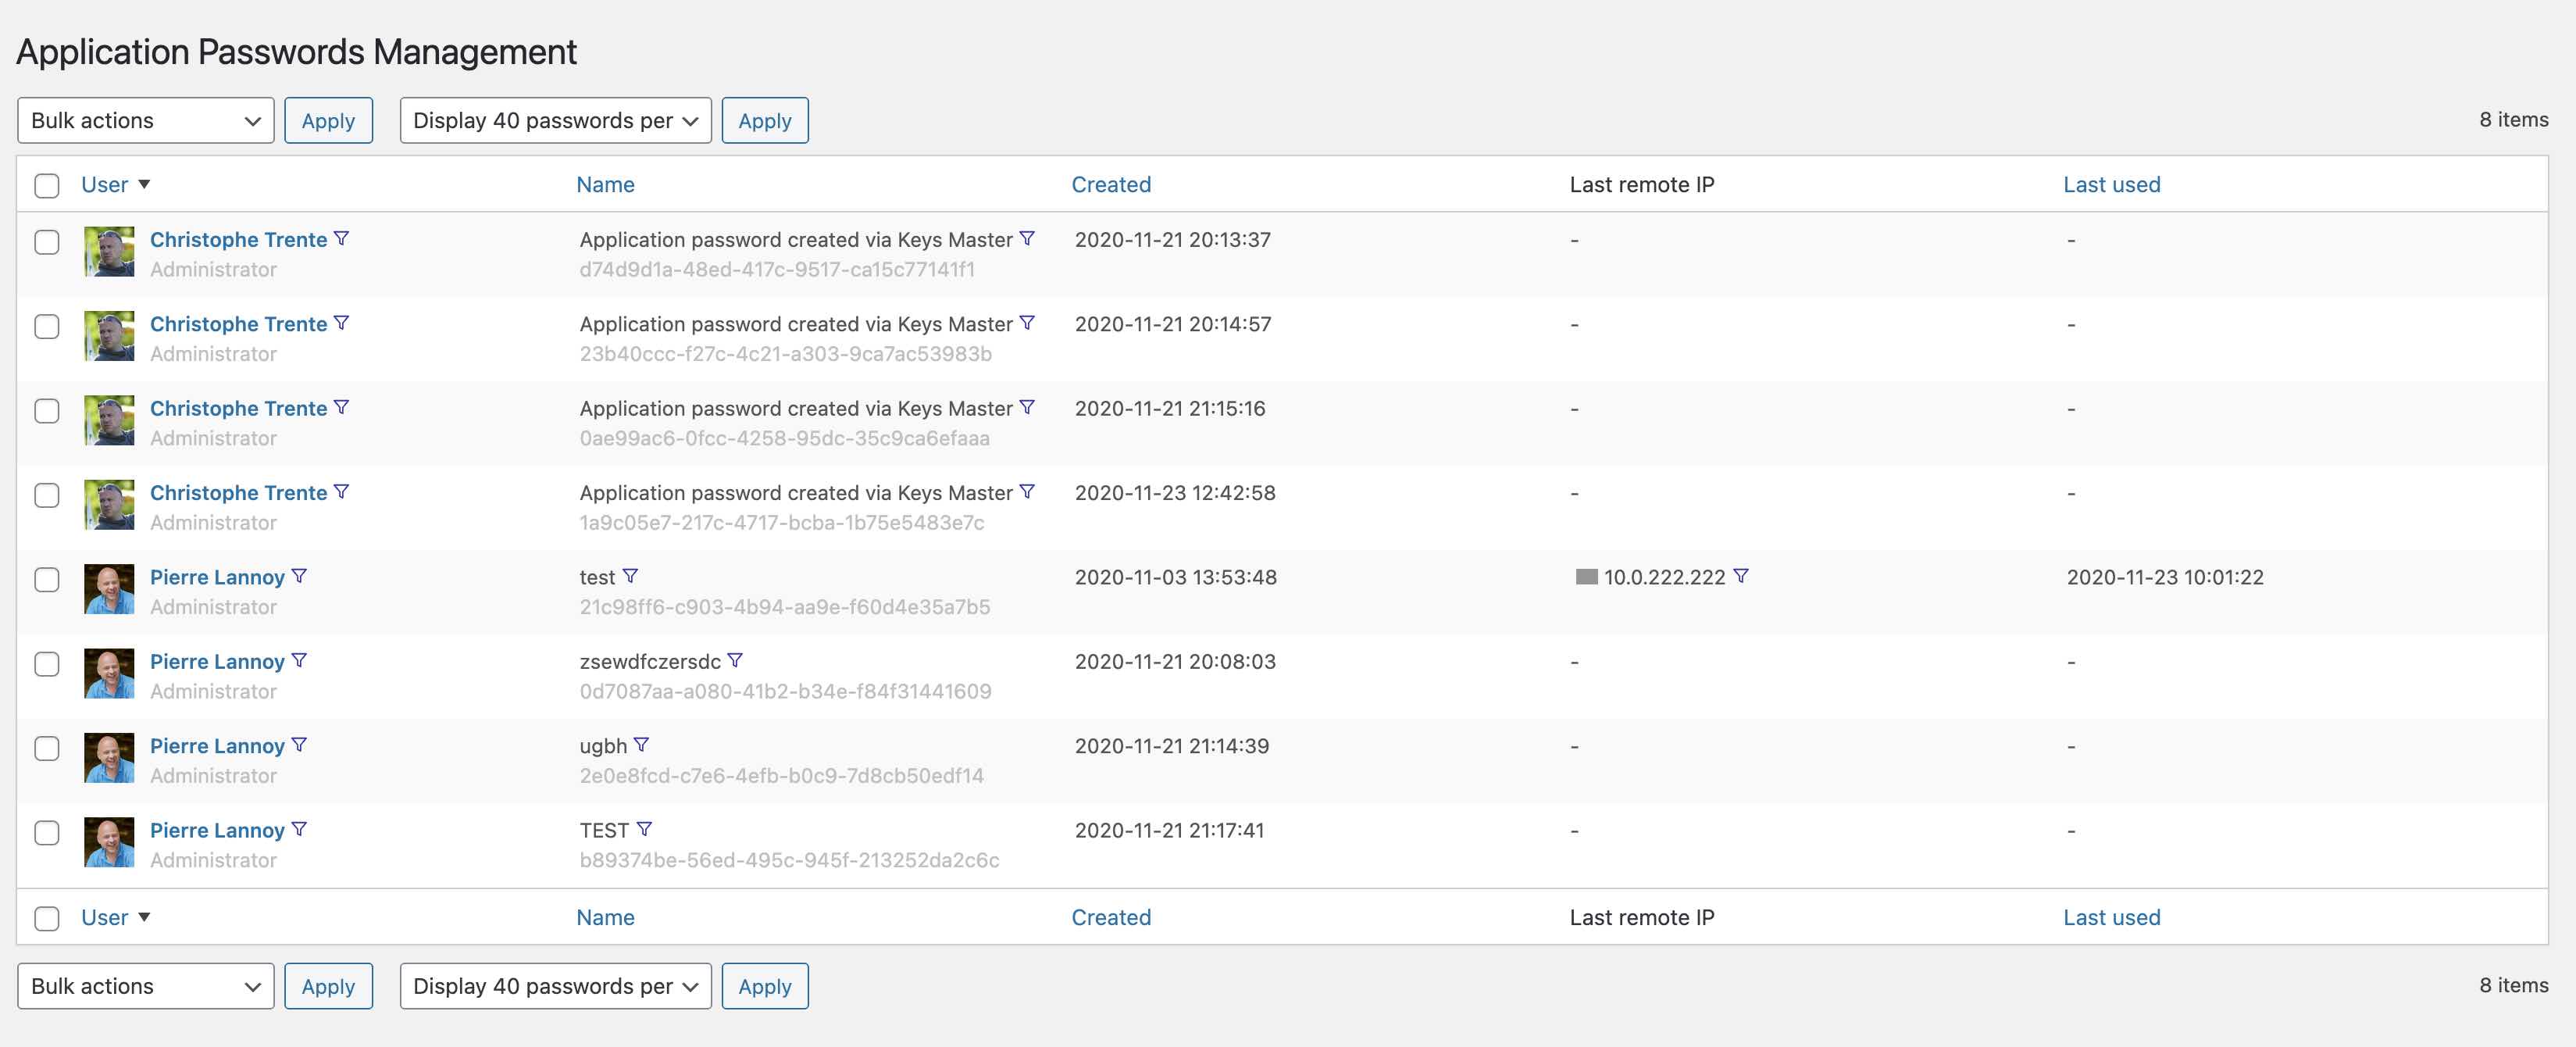 Application Passwords Management
Bulk actions Apply Display 40 passwords per Apply 8 items
User Name Created Last remote IP Last used
Christophe Trente Application password created via Keys Master 2020-11-21 20:13:37 - -
Administrator d74d9d1a-48ed-417c-9517-ca15c77141f1
Christophe Trente Application password created via Keys Master 2020-11-21 20:14:57 - -
Administrator 23b40ccc-f27c-4c21-a303-9ca7ac53983b
Christophe Trente Application password created via Keys Master 2020-11-21 21:15:16 - -
Administrator 0ae99ac6-0fcc-4258-95dc-35c9ca6efaaa
Christophe Trente Application password created via Keys Master 2020-11-23 12:42:58 - -
Administrator 1a9c05e7-217c-4717-bcba-1b75e5483e7c
Pierre Lannoy test 2020-11-03 13:53:48 10.0.222.222 2020-11-23 10:01:22
Administrator 21c98ff6-c903-4b94-aa9e-f60d4e35a7b5
Pierre Lannoy zsewdfczersdc 2020-11-21 20:08:03 - -
Administrator 0d7087aa-a080-41b2-b34e-f84f31441609
Pierre Lannoy ugbh 2020-11-21 21:14:39 - -
Administrator 2e0e8fcd-c7e6-4efb-b0c9-7d8cb50edf14
Pierre Lannoy TEST 2020-11-21 21:17:41 - -
Administrator b89374be-56ed-495c-945f-213252da2c6c
User Name Created Last remote IP Last used
Bulk actions Apply Display 40 passwords per Apply 8 items